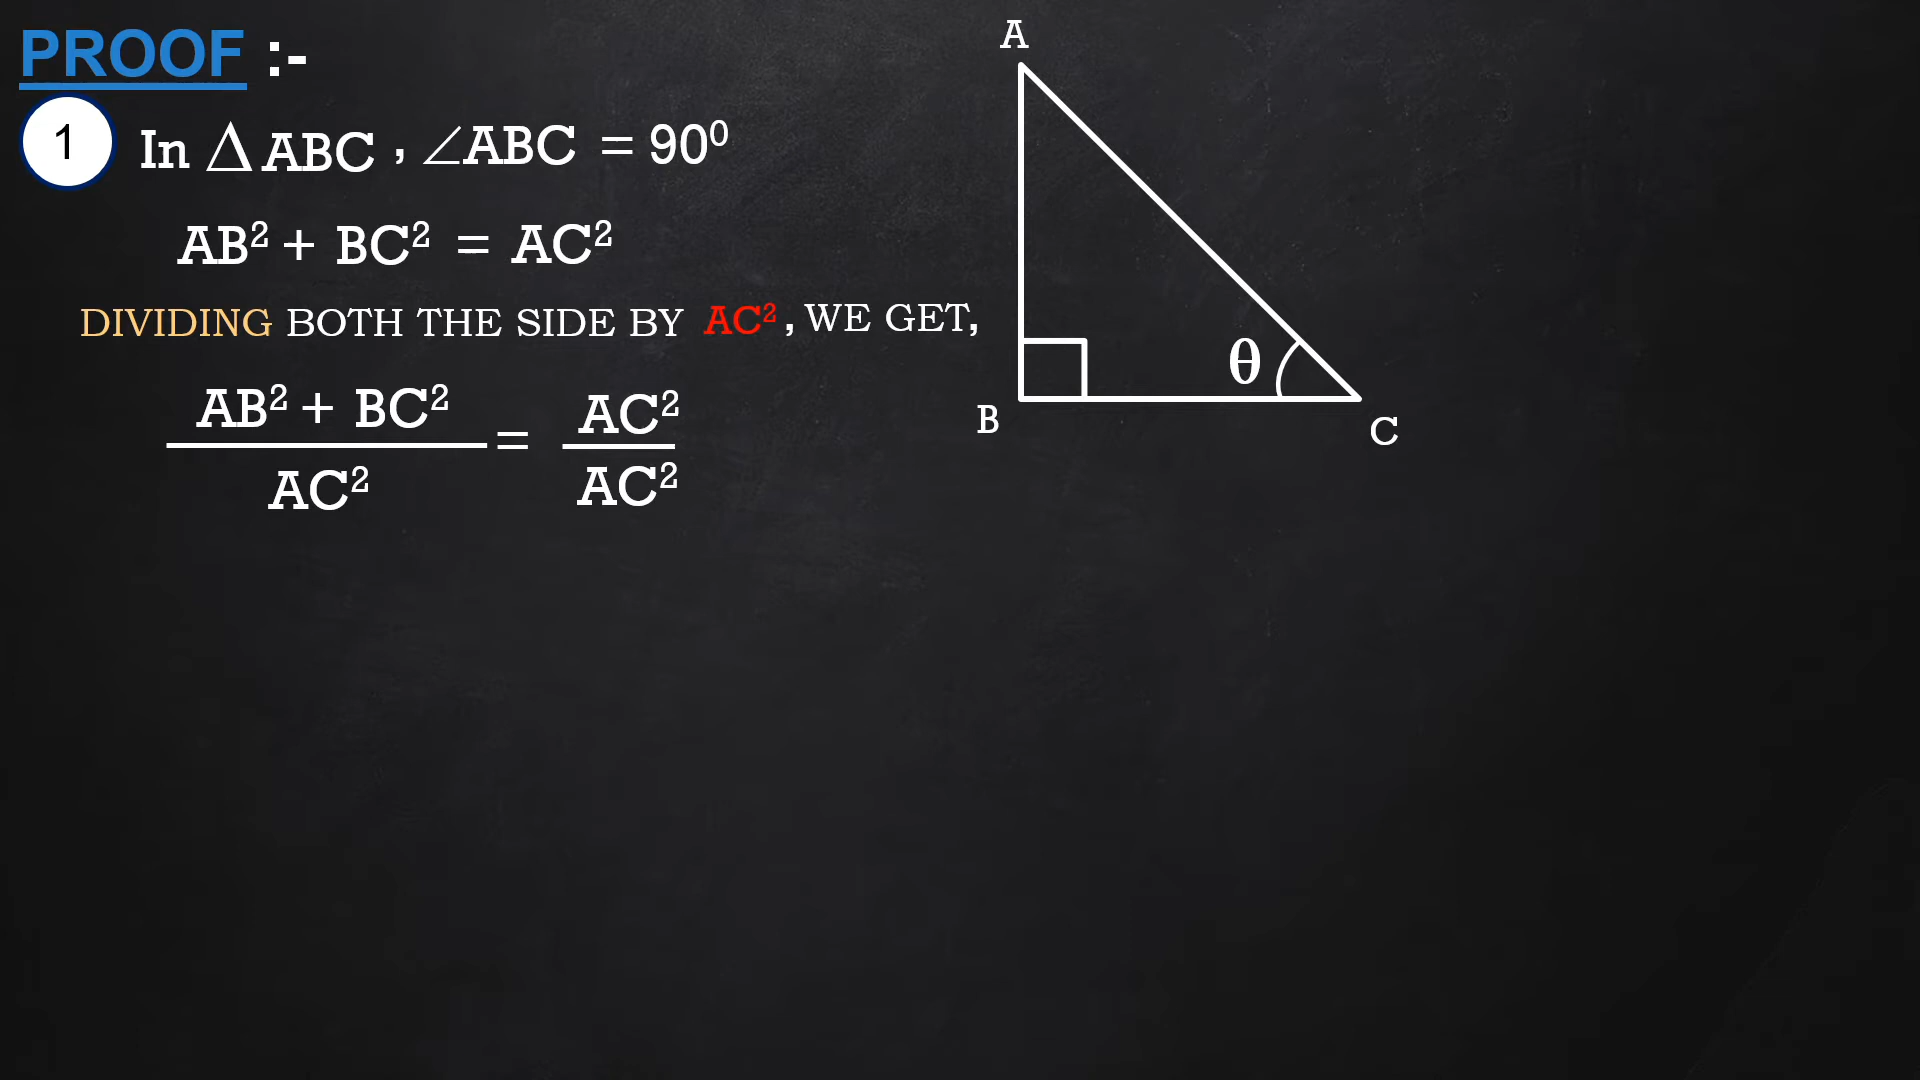 PROOF :-
1 In △ ABC , ∠ABC = 90⁰
AB² + BC² = AC²
DIVIDING BOTH THE SIDE BY AC² , WE GET,
AB² + BC² = AC²
AC² AC²
A
B
C
θ